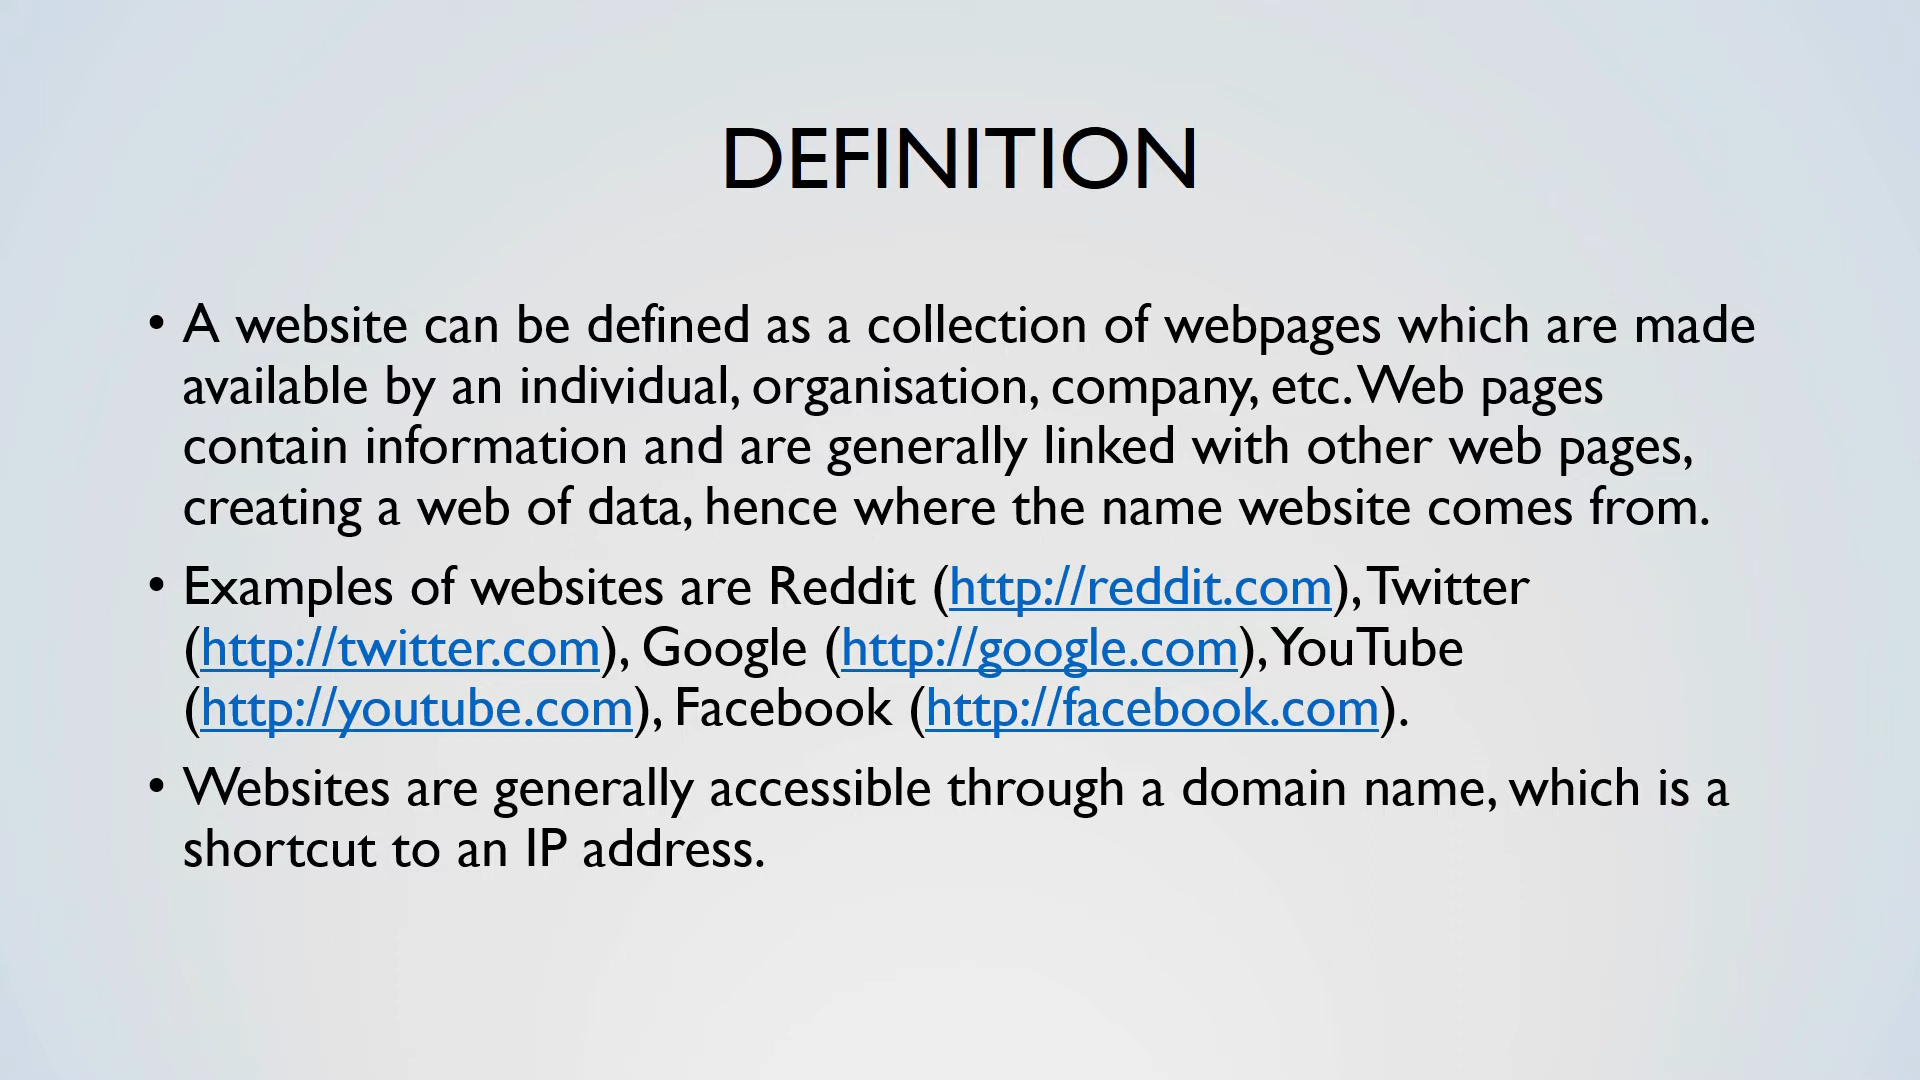 DEFINITION
• A website can be defined as a collection of webpages which are made
available by an individual, organisation, company, etc. Web pages
contain information and are generally linked with other web pages,
creating a web of data, hence where the name website comes from.
• Examples of websites are Reddit (http://reddit.com), Twitter
(http://twitter.com), Google (http://google.com), YouTube
(http://youtube.com), Facebook (http://facebook.com).
• Websites are generally accessible through a domain name, which is a
shortcut to an IP address.